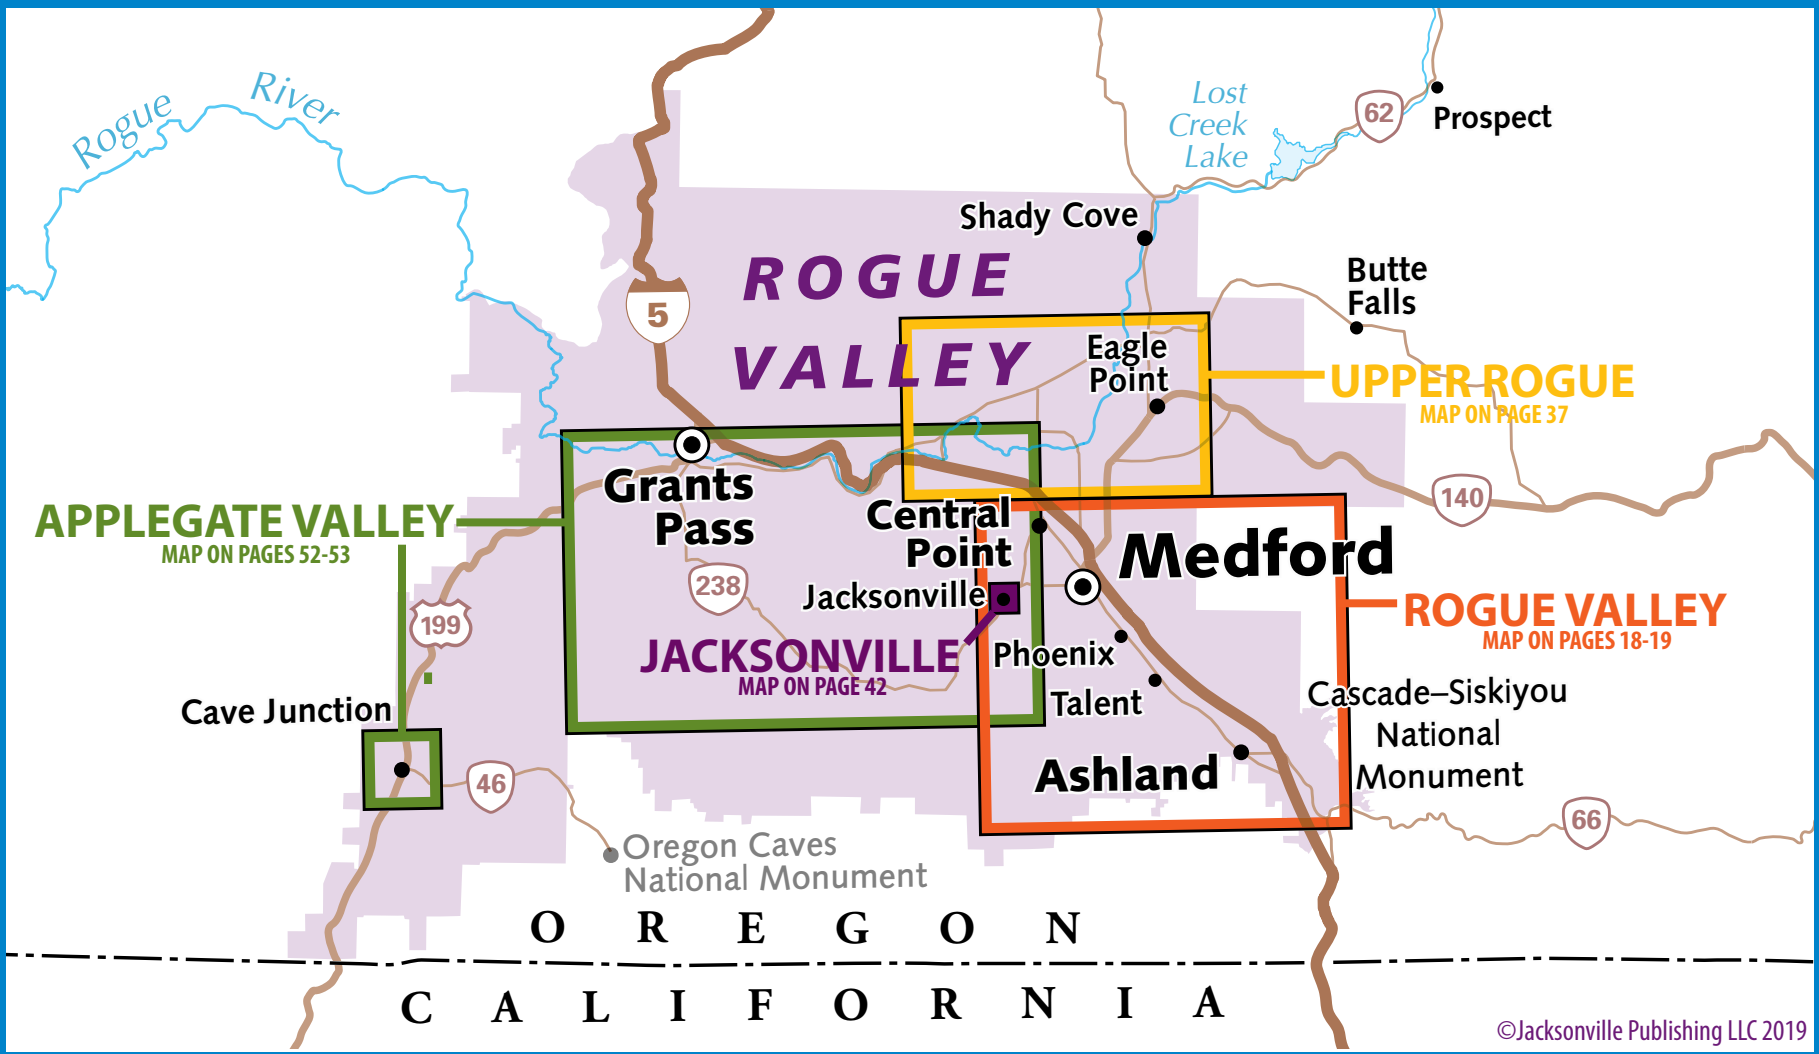 Rogue River
Lost
Creek
Lake
62
Prospect
Shady Cove
ROGUE
VALLEY
5
Butte
Falls
Eagle
Point
UPPER ROGUE
MAP ON PAGE 37
Grants
Pass
APPLEGATE VALLEY
MAP ON PAGES 52-53
Central
Point
140
Medford
238
Jacksonville
199
JACKSONVILLE
MAP ON PAGE 42
Phoenix
ROGUE VALLEY
MAP ON PAGES 18-19
Talent
Cave Junction
Cascade–Siskiyou
National
Monument
Ashland
46
66
Oregon Caves
National Monument
OREGON
CALIFORNIA
©Jacksonville Publishing LLC 2019